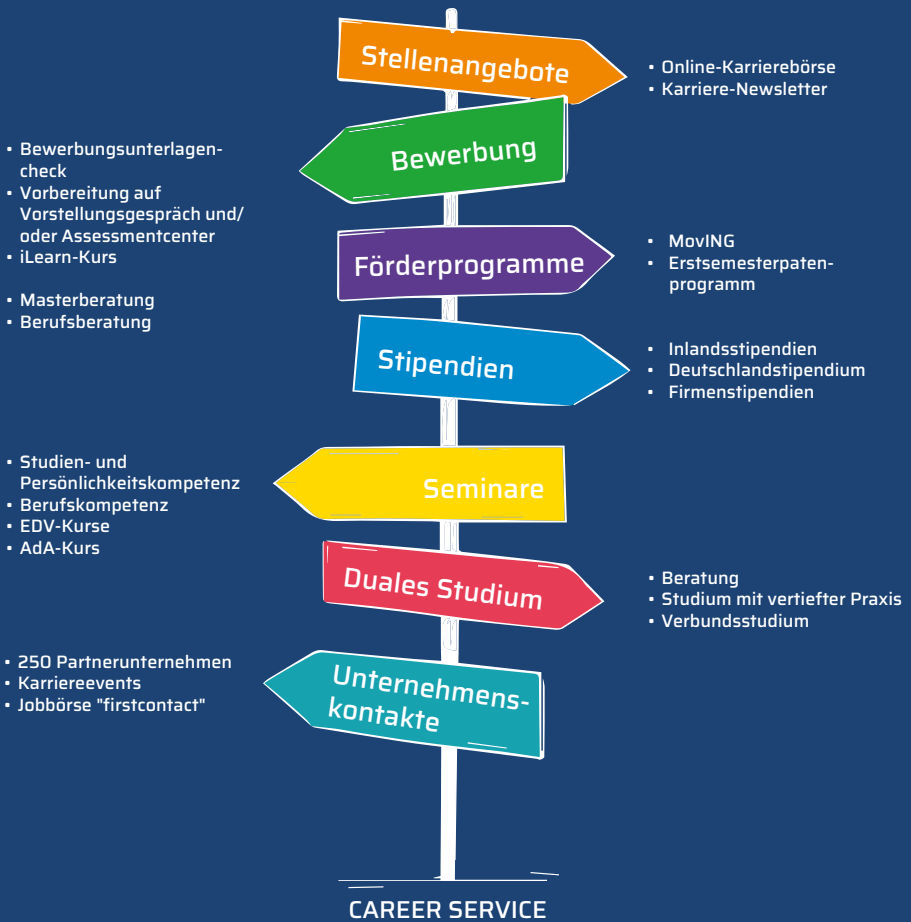 Stellenangebote
• Online-Karrierebörse
• Karriere-Newsletter
Bewerbung
• Bewerbungsunterlagen-
check
• Vorbereitung auf
Vorstellungsgespräch und/
oder Assessmentcenter
• iLearn-Kurs
• Masterberatung
• Berufsberatung
Förderprogramme
• MovING
• Erstsemesterpaten-
programm
Stipendien
• Inlandsstipendien
• Deutschlandstipendium
• Firmenstipendien
Seminare
• Studien- und
Persönlichkeitskompetenz
• Berufskompetenz
• EDV-Kurse
• AdA-Kurs
Duales Studium
• Beratung
• Studium mit vertiefter Praxis
• Verbundsstudium
Unternehmens-
kontakte
• 250 Partnerunternehmen
• Karriereevents
• Jobbörse "firstcontact"
CAREER SERVICE